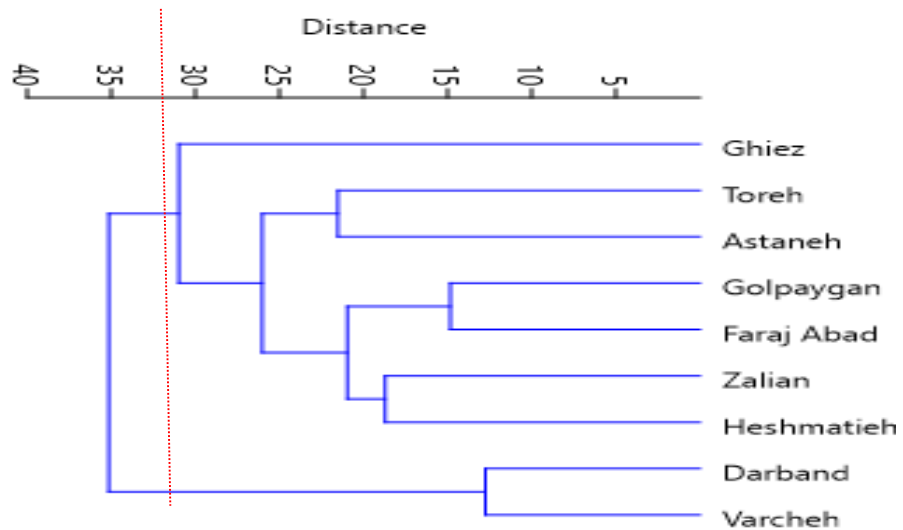 Distance
40 35 30 25 20 15 10 5
Ghiez
Toreh
Astaneh
Golpaygan
Faraj Abad
Zalian
Heshmatieh
Darband
Varcheh